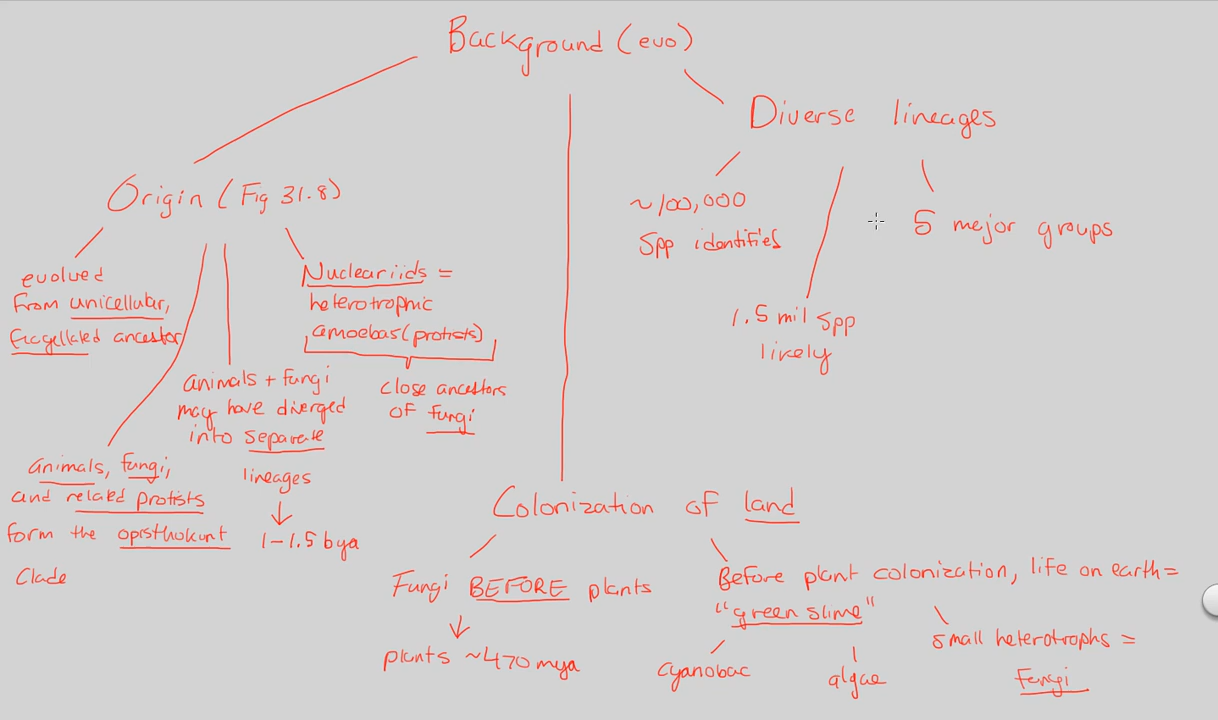 Background (evo)
Diverse lineages
~100,000
Spp identified
5 major groups
1.5 mil spp
likely
Origin (Fig 31.8)
evolved
from unicellular,
flagellated ancestor
Nucleariids =
heterotrophic
amoebas (protists)
close ancestors
of fungi
animals + fungi
may have diverged
into separate
lineages
1-1.5 bya
animals, fungi,
and related protists
form the opisthokont
Clade
Colonization of land
Fungi BEFORE plants
plants ~470 mya
Before plant colonization, life on earth =
"green slime"
cyanobac
algae
small heterotrophs =
fungi